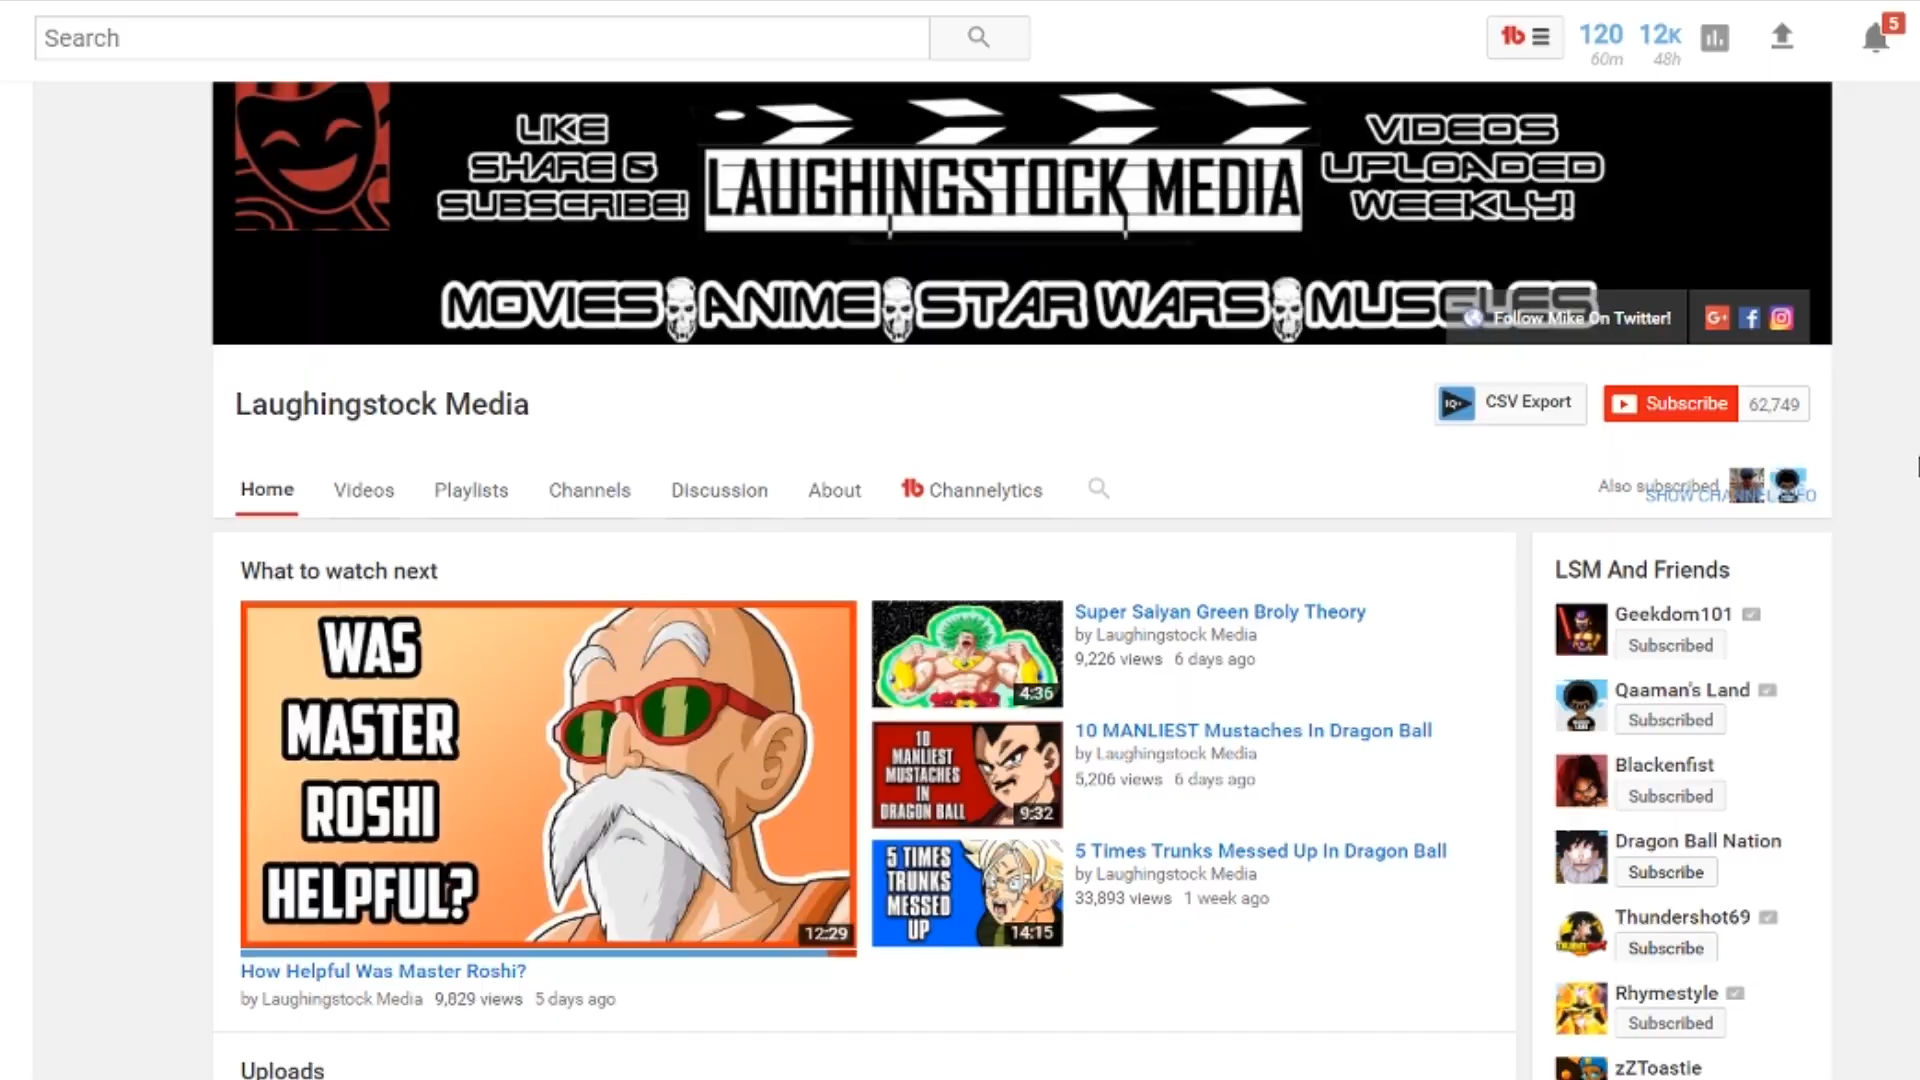 Search
120
60m
12K
48h
5
LIKE
SHARE &
SUBSCRIBE!
LAUGHINGSTOCK MEDIA
VIDEOS
UPLOADED
WEEKLY!
MOVIES ANIME STAR WARS MUSCLES
Follow Mike On Twitter!
Laughingstock Media
IQ+
CSV Export
Subscribe
62,749
Home
Videos
Playlists
Channels
Discussion
About
Channelytics
Also subscribed
SHOW CHANNEL INFO
What to watch next
WAS
MASTER
ROSHI
HELPFUL?
12:29
How Helpful Was Master Roshi?
by Laughingstock Media 9,829 views 5 days ago
4:36
Super Saiyan Green Broly Theory
by Laughingstock Media
9,226 views 6 days ago
10
MANLIEST
MUSTACHES
IN
DRAGON BALL
9:32
10 MANLIEST Mustaches In Dragon Ball
by Laughingstock Media
5,206 views 6 days ago
5 TIMES
TRUNKS
MESSED
UP
14:15
5 Times Trunks Messed Up In Dragon Ball
by Laughingstock Media
33,893 views 1 week ago
LSM And Friends
Geekdom101
Subscribed
Qaaman's Land
Subscribed
Blackenfist
Subscribed
Dragon Ball Nation
Subscribe
Thundershot69
Subscribe
Rhymestyle
Subscribed
zZToastie
Uploads